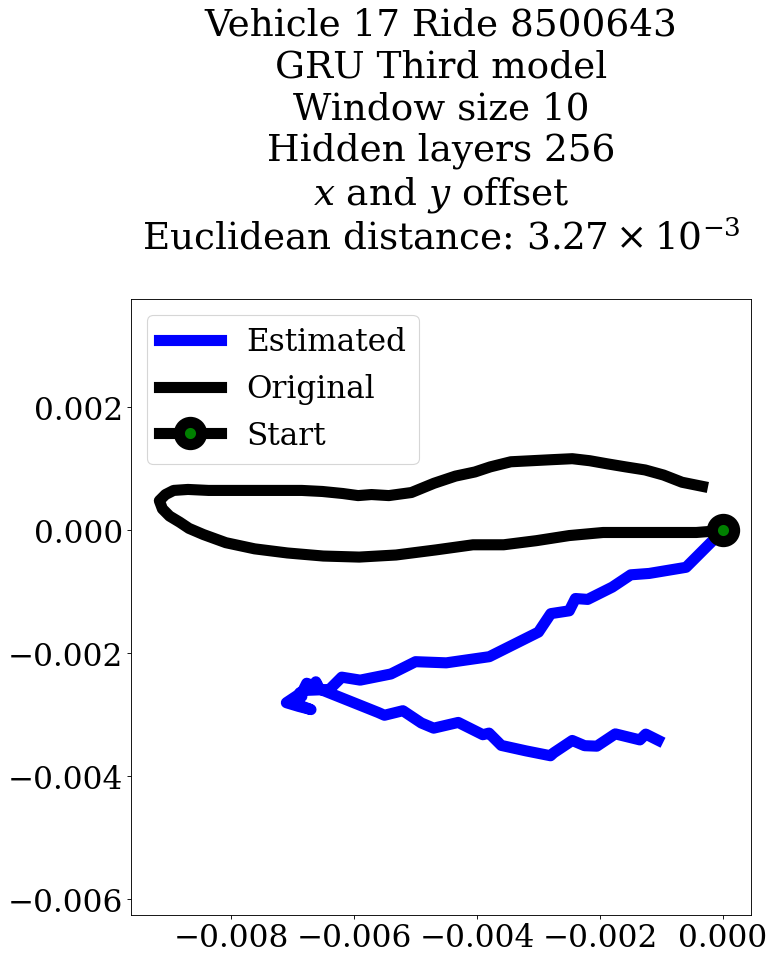 Vehicle 17 Ride 8500643
GRU Third model
Window size 10
Hidden layers 256
x and y offset
Euclidean distance: 3.27 × 10⁻³
Estimated
Original
Start
0.002
0.000
−0.002
−0.004
−0.006
−0.008 −0.006 −0.004 −0.002 0.000